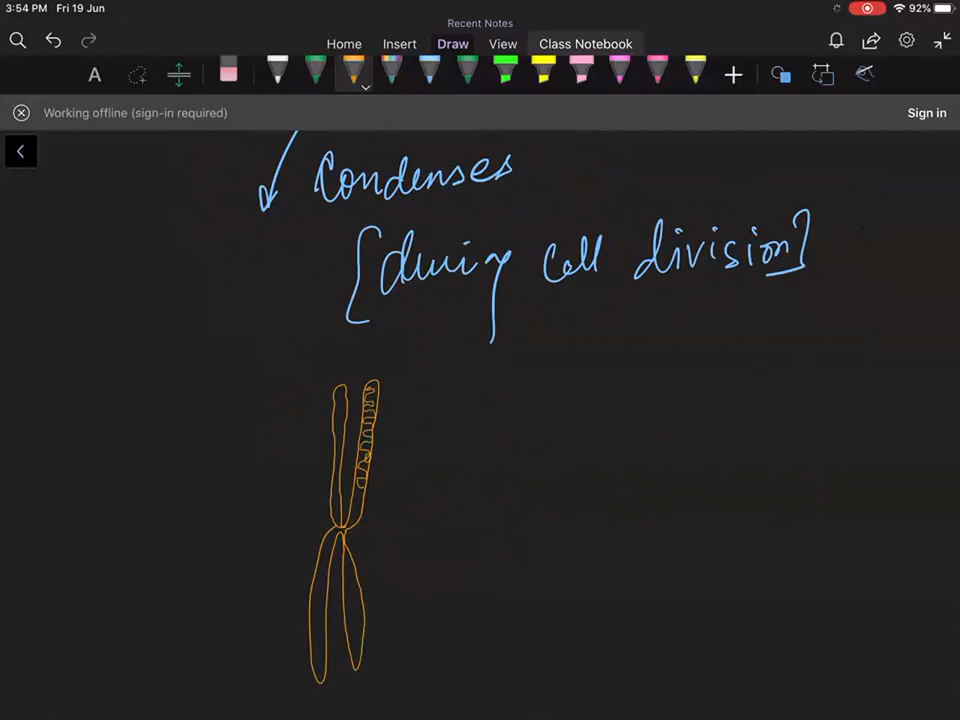 3:54 PM Fri 19 Jun
92%
Recent Notes
Home Insert Draw View Class Notebook
A
Working offline (sign-in required) Sign in
Condenses
[during cell division]